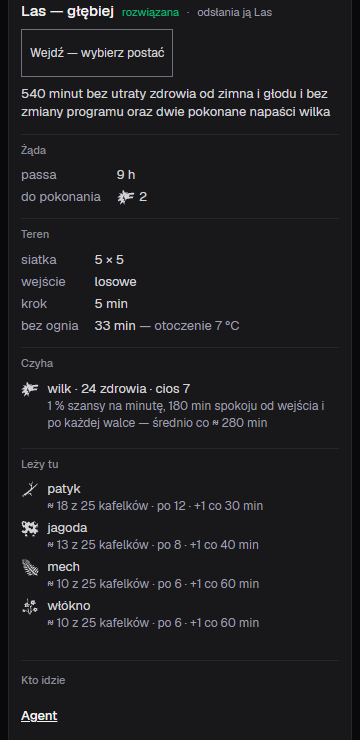 Las — głębiej rozwiązana · odsłania ją Las
Wejdź — wybierz postać
540 minut bez utraty zdrowia od zimna i głodu i bez
zmiany programu oraz dwie pokonane napaści wilka
Żąda
passa 9 h
do pokonania 2
Teren
siatka 5 × 5
wejście losowe
krok 5 min
bez ognia 33 min — otoczenie 7 °C
Czyha
wilk · 24 zdrowia · cios 7
1 % szansy na minutę, 180 min spokoju od wejścia i
po każdej walce — średnio co ≈ 280 min
Leży tu
patyk
≈ 18 z 25 kafelków · po 12 · +1 co 30 min
jagoda
≈ 13 z 25 kafelków · po 8 · +1 co 40 min
mech
≈ 10 z 25 kafelków · po 6 · +1 co 60 min
włókno
≈ 10 z 25 kafelków · po 6 · +1 co 60 min
Kto idzie
Agent